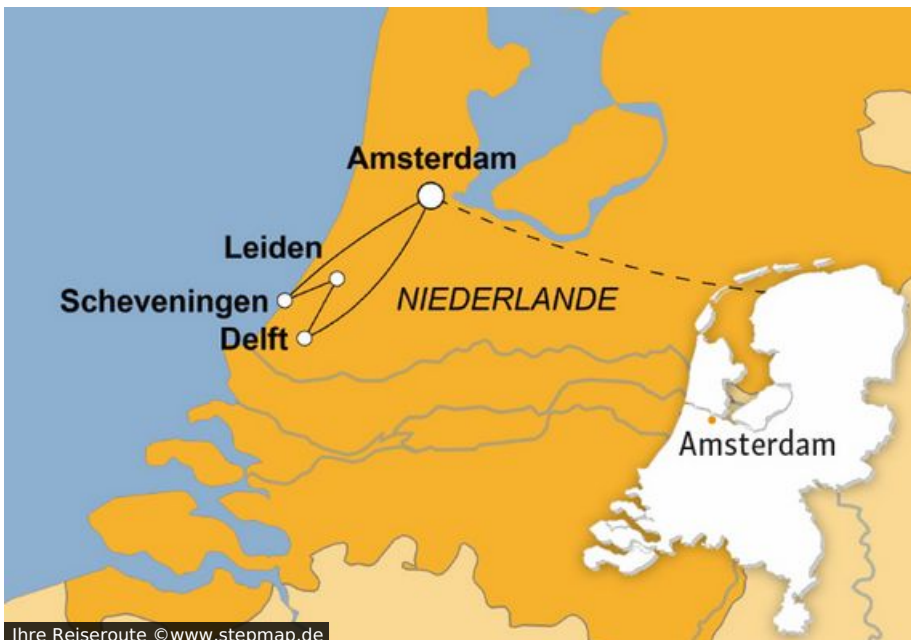 Amsterdam
Leiden
Scheveningen
NIEDERLANDE
Delft
Amsterdam
Ihre Reiseroute ©www.stepmap.de